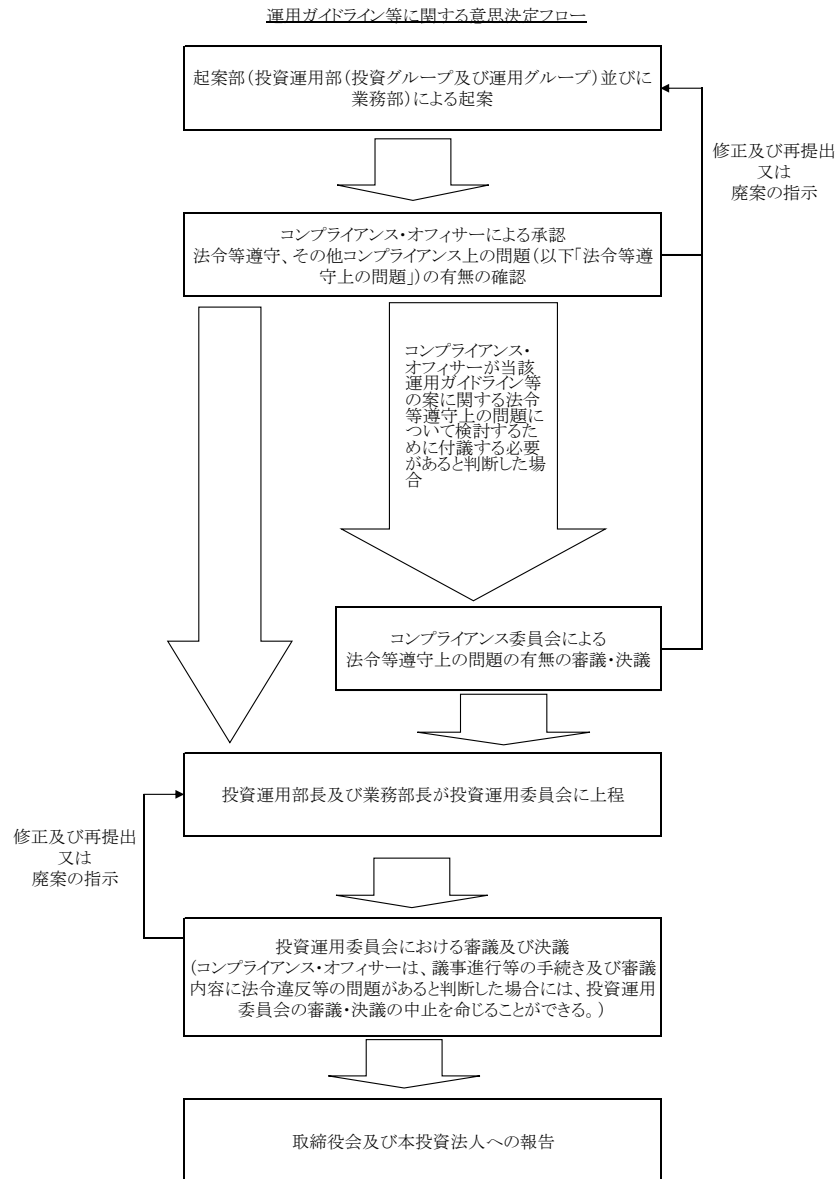 運用ガイドライン等に関する意思決定フロー
起案部(投資運用部(投資グループ及び運用グループ)並びに
業務部)による起案
修正及び再提出
又は
廃案の指示
コンプライアンス・オフィサーによる承認
法令等遵守、その他コンプライアンス上の問題(以下「法令等遵
守上の問題」)の有無の確認
コンプライアンス・
オフィサーが当該
運用ガイドライン等
の案に関する法令
等遵守上の問題に
ついて検討するた
めに付議する必要
があると判断した場
合
コンプライアンス委員会による
法令等遵守上の問題の有無の審議・決議
投資運用部長及び業務部長が投資運用委員会に上程
修正及び再提出
又は
廃案の指示
投資運用委員会における審議及び決議
(コンプライアンス・オフィサーは、議事進行等の手続き及び審議
内容に法令違反等の問題があると判断した場合には、投資運用
委員会の審議・決議の中止を命じることができる。)
取締役会及び本投資法人への報告